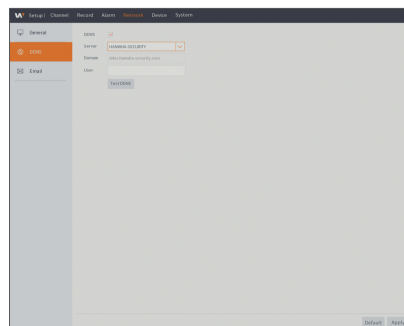 Setup| Channel Record Alarm Network Device System
General
DDNS
Email
DDNS
Server HANWHA-SECURITY
Domain
User
Test DDNS
Default Apply